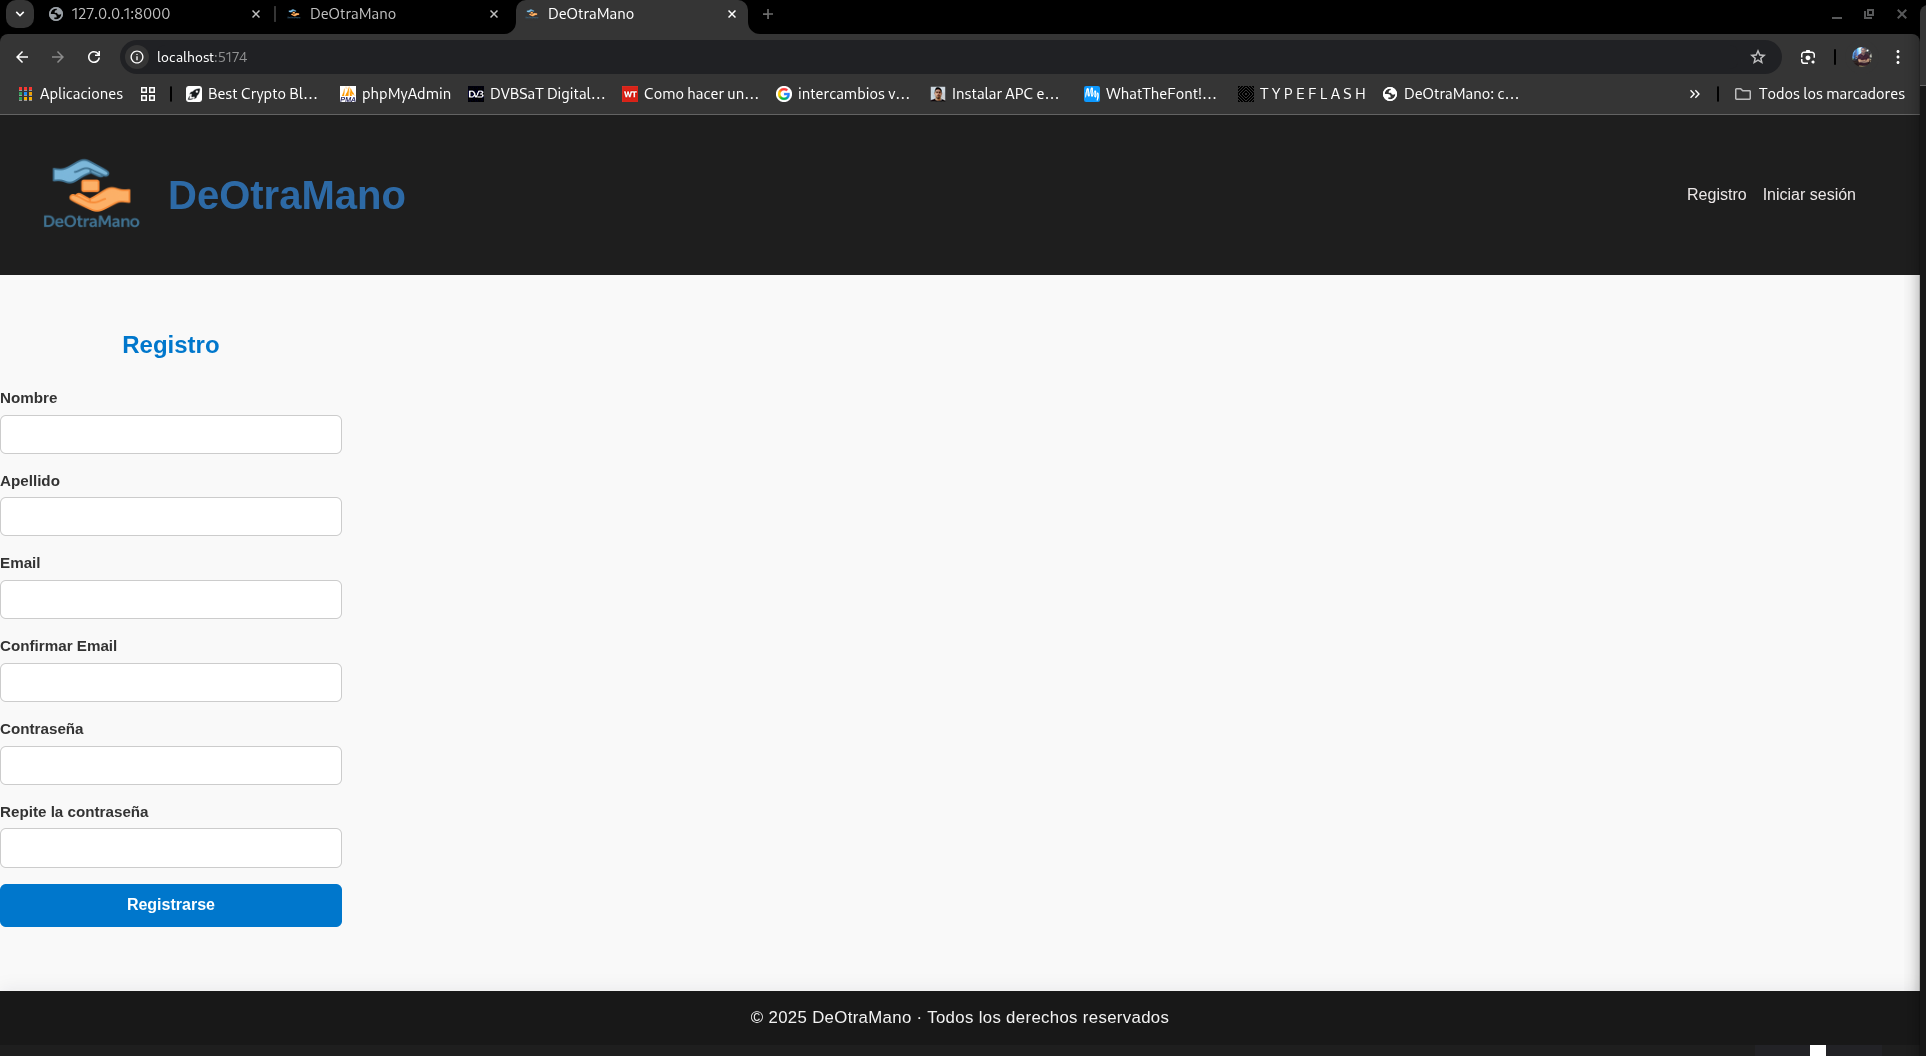 127.0.0.1:8000
DeOtraMano
DeOtraMano
localhost:5174
Aplicaciones
Best Crypto Bl...
phpMyAdmin
DVBSaT Digital...
Como hacer un...
intercambios v...
Instalar APC e...
WhatTheFont!...
T Y P E F L A S H
DeOtraMano: c...
Todos los marcadores
DeOtraMano
DeOtraMano
Registro
Iniciar sesión
Registro
Nombre
Apellido
Email
Confirmar Email
Contraseña
Repite la contraseña
Registrarse
© 2025 DeOtraMano · Todos los derechos reservados